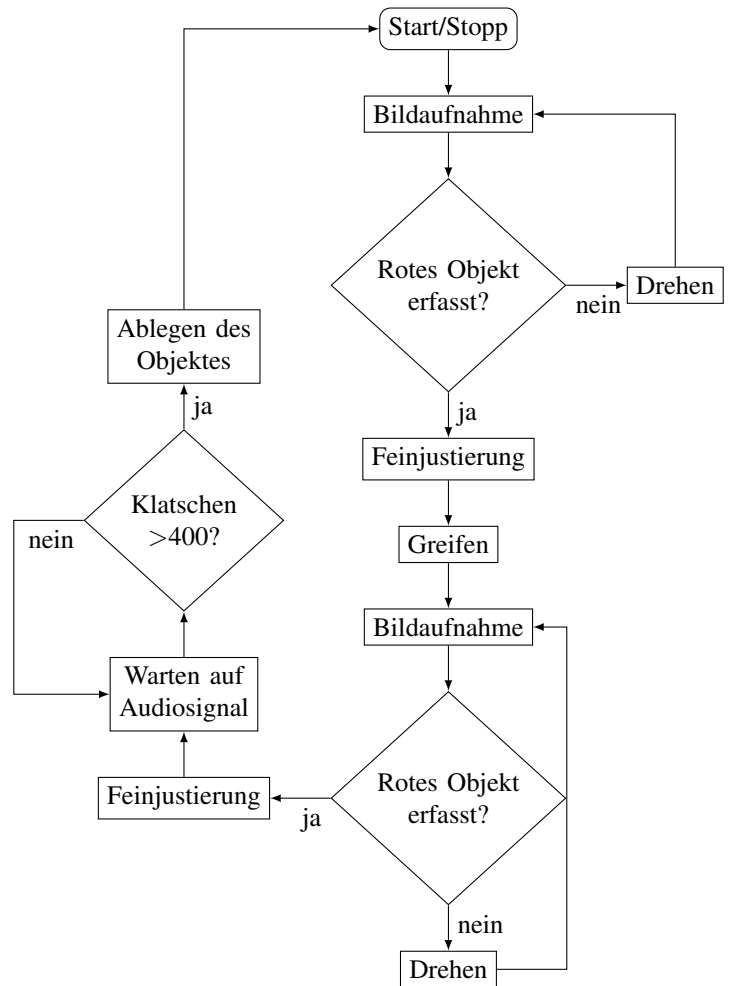 Start/Stopp
Bildaufnahme
Rotes Objekt
erfasst?
nein
Drehen
ja
Feinjustierung
Greifen
Bildaufnahme
Rotes Objekt
erfasst?
nein
Drehen
ja
Feinjustierung
Warten auf
Audiosignal
Klatschen
>400?
nein
ja
Ablegen des
Objektes